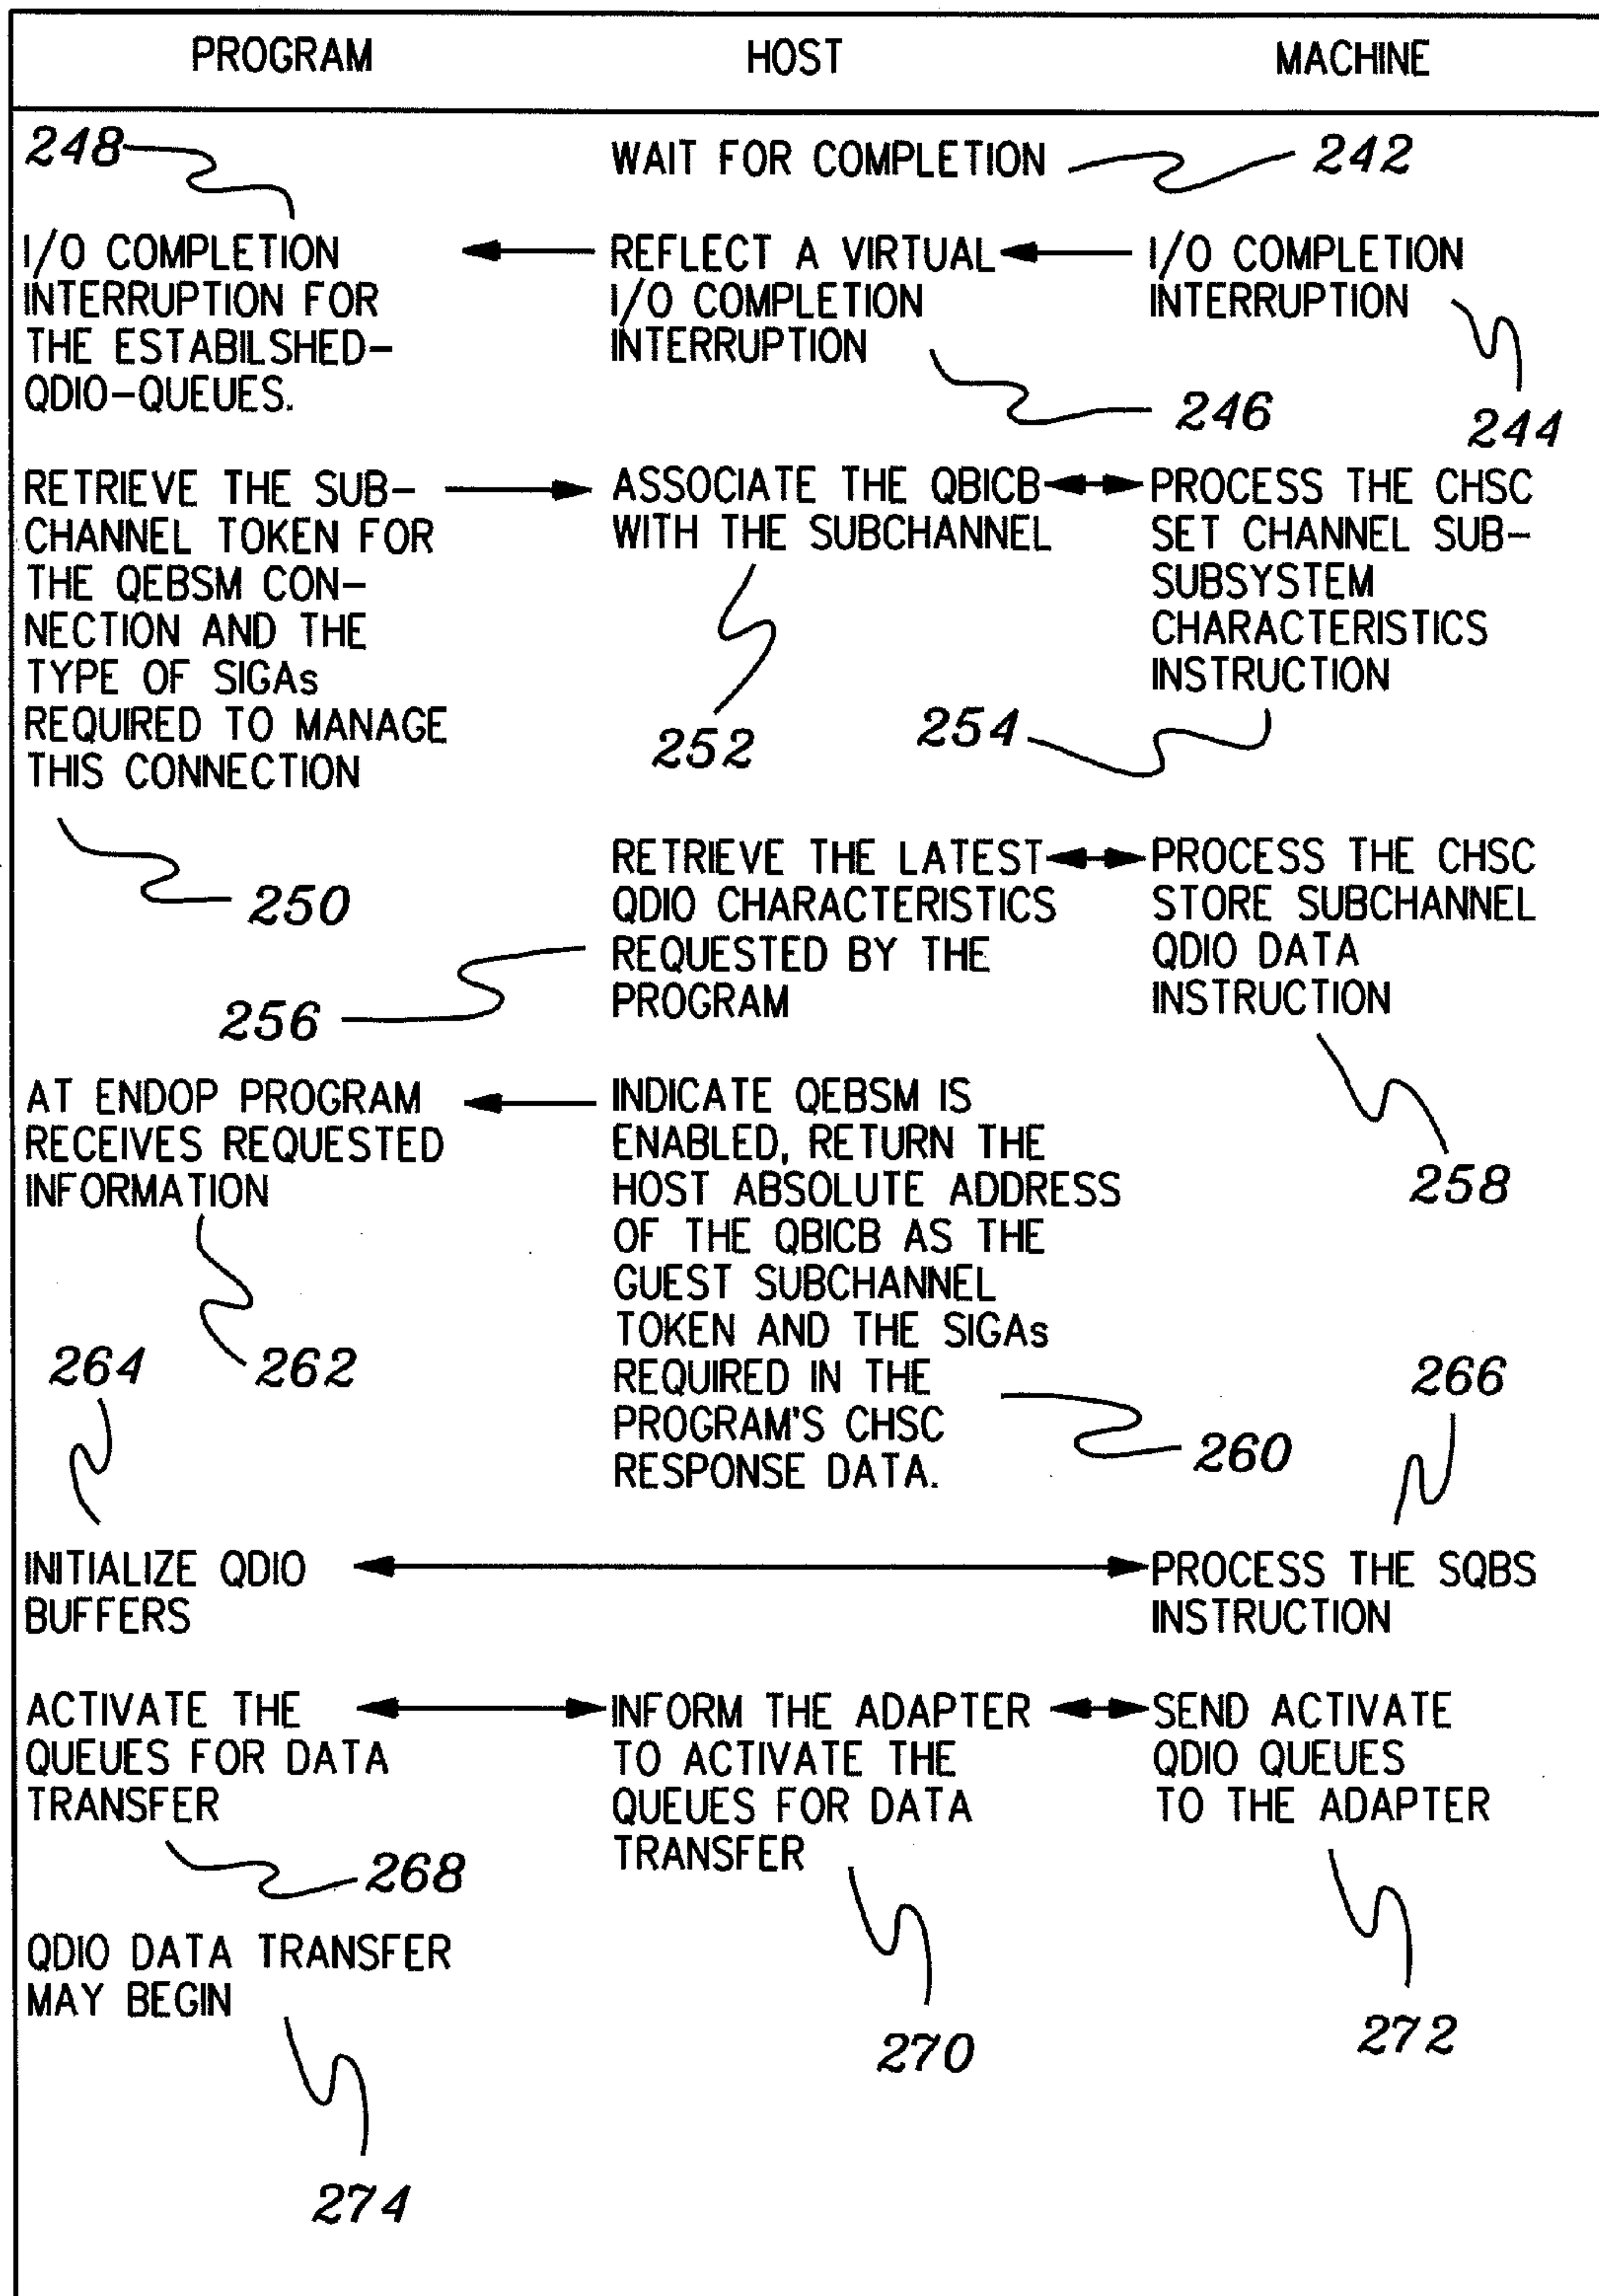 PROGRAM HOST MACHINE
248
WAIT FOR COMPLETION
242
I/O COMPLETION
INTERRUPTION FOR
THE ESTABILSHED-
QDIO-QUEUES.
REFLECT A VIRTUAL
I/O COMPLETION
INTERRUPTION
I/O COMPLETION
INTERRUPTION
246
244
RETRIEVE THE SUB-
CHANNEL TOKEN FOR
THE QEBSM CON-
NECTION AND THE
TYPE OF SIGAs
REQUIRED TO MANAGE
THIS CONNECTION
ASSOCIATE THE QBICB
WITH THE SUBCHANNEL
PROCESS THE CHSC
SET CHANNEL SUB-
SUBSYSTEM
CHARACTERISTICS
INSTRUCTION
252
254
250
RETRIEVE THE LATEST
QDIO CHARACTERISTICS
REQUESTED BY THE
PROGRAM
PROCESS THE CHSC
STORE SUBCHANNEL
QDIO DATA
INSTRUCTION
256
258
AT ENDOP PROGRAM
RECEIVES REQUESTED
INFORMATION
INDICATE QEBSM IS
ENABLED, RETURN THE
HOST ABSOLUTE ADDRESS
OF THE QBICB AS THE
GUEST SUBCHANNEL
TOKEN AND THE SIGAs
REQUIRED IN THE
PROGRAM'S CHSC
RESPONSE DATA.
264
262
266
260
INITIALIZE QDIO
BUFFERS
PROCESS THE SQBS
INSTRUCTION
ACTIVATE THE
QUEUES FOR DATA
TRANSFER
INFORM THE ADAPTER
TO ACTIVATE THE
QUEUES FOR DATA
TRANSFER
SEND ACTIVATE
QDIO QUEUES
TO THE ADAPTER
268
QDIO DATA TRANSFER
MAY BEGIN
270
272
274